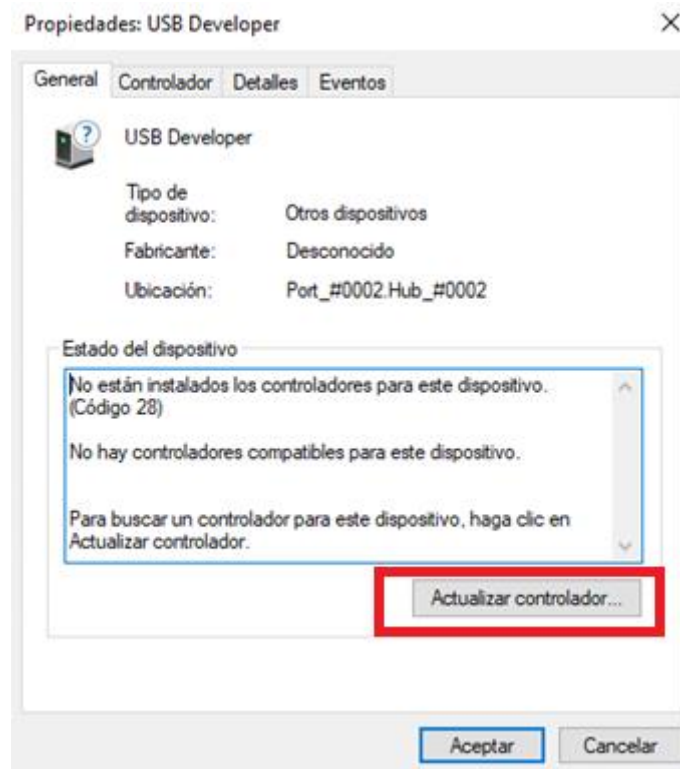 Propiedades: USB Developer
General Controlador Detalles Eventos
USB Developer
Tipo de
dispositivo: Otros dispositivos
Fabricante: Desconocido
Ubicación: Port_#0002.Hub_#0002
Estado del dispositivo
No están instalados los controladores para este dispositivo.
(Código 28)
No hay controladores compatibles para este dispositivo.
Para buscar un controlador para este dispositivo, haga clic en
Actualizar controlador.
Actualizar controlador...
Aceptar Cancelar